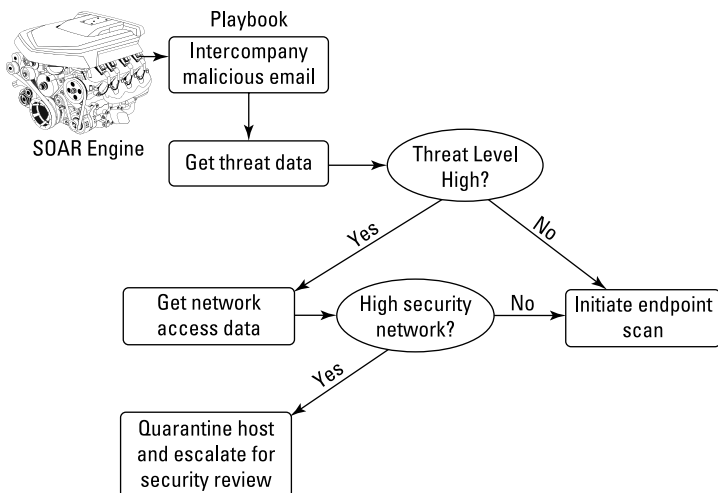 Playbook
Intercompany
malicious email
SOAR Engine
Get threat data
Threat Level
High?
Yes
No
Get network
access data
High security
network?
No
Initiate endpoint
scan
Yes
Quarantine host
and escalate for
security review